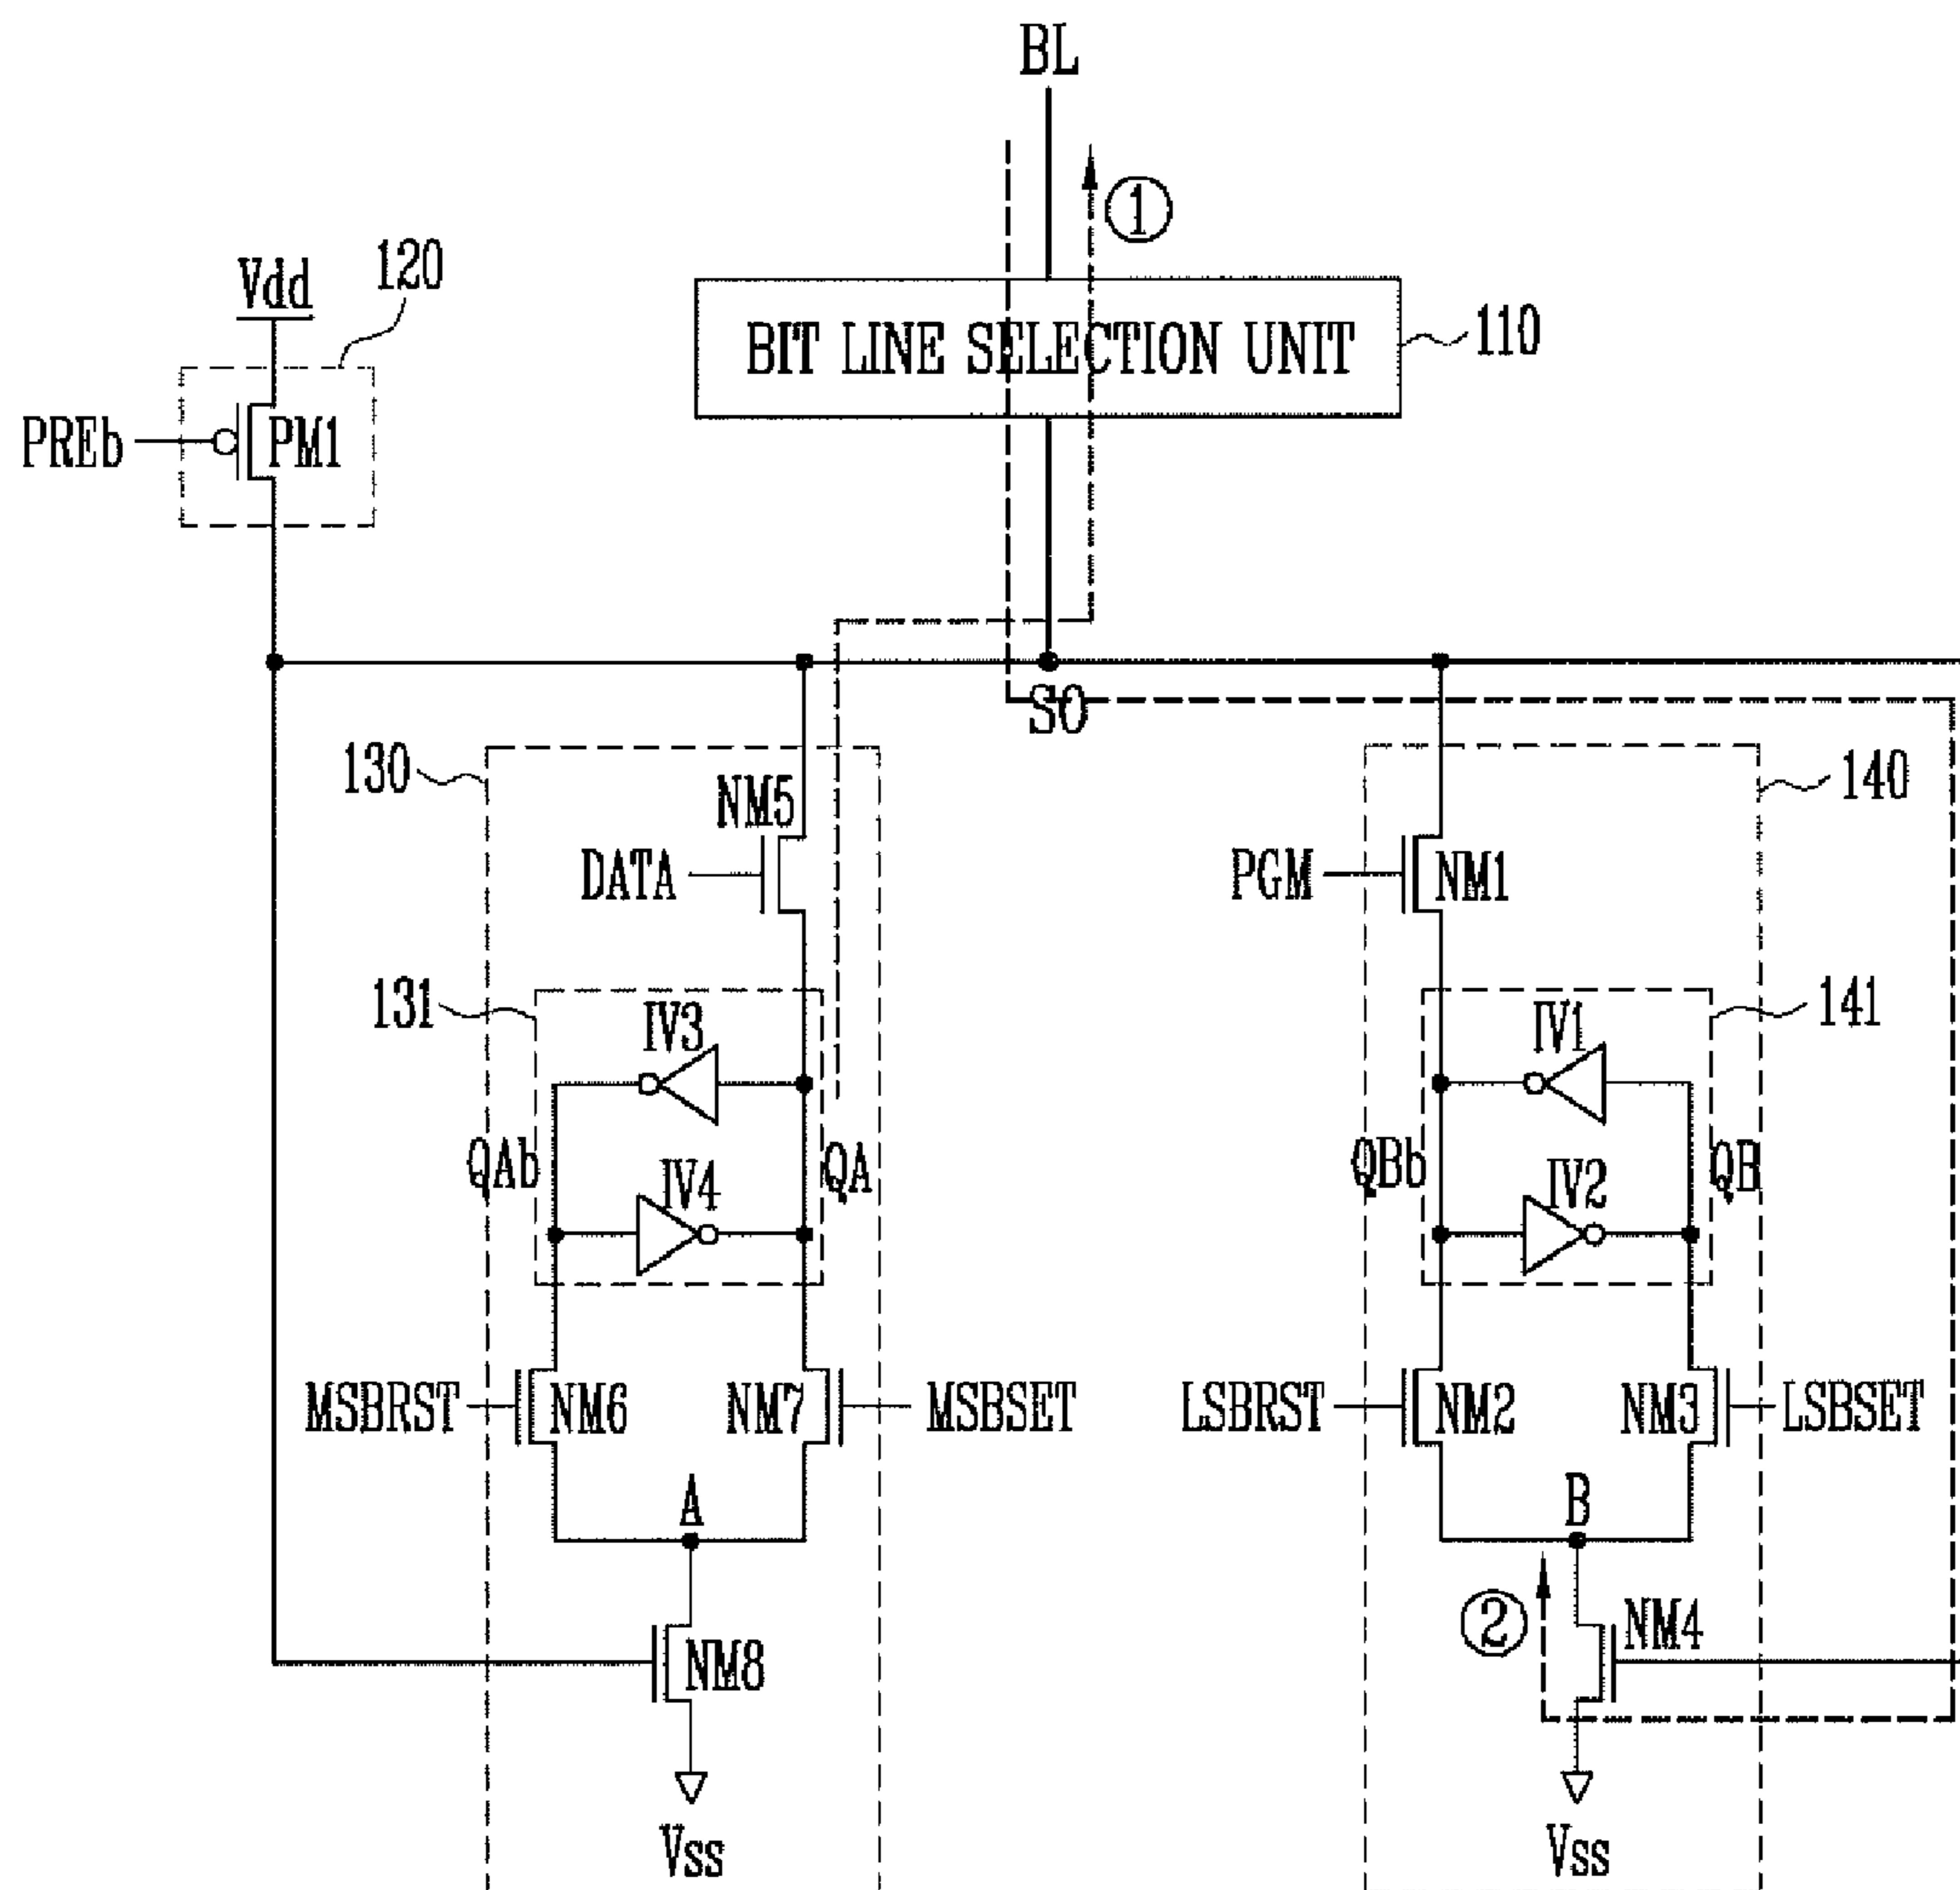 BL
①
Vdd
120
BIT LINE SELECTION UNIT
110
PREb
PM1
SO
130
140
NM5
DATA
PGM
NM1
131
IV3
IV1
141
QAb
IV4
QA
QBb
IV2
QB
MSBRST
NM6
NM7
MSBSET
LSBRST
NM2
NM3
LSBSET
A
B
②
NM4
NM8
Vss
Vss